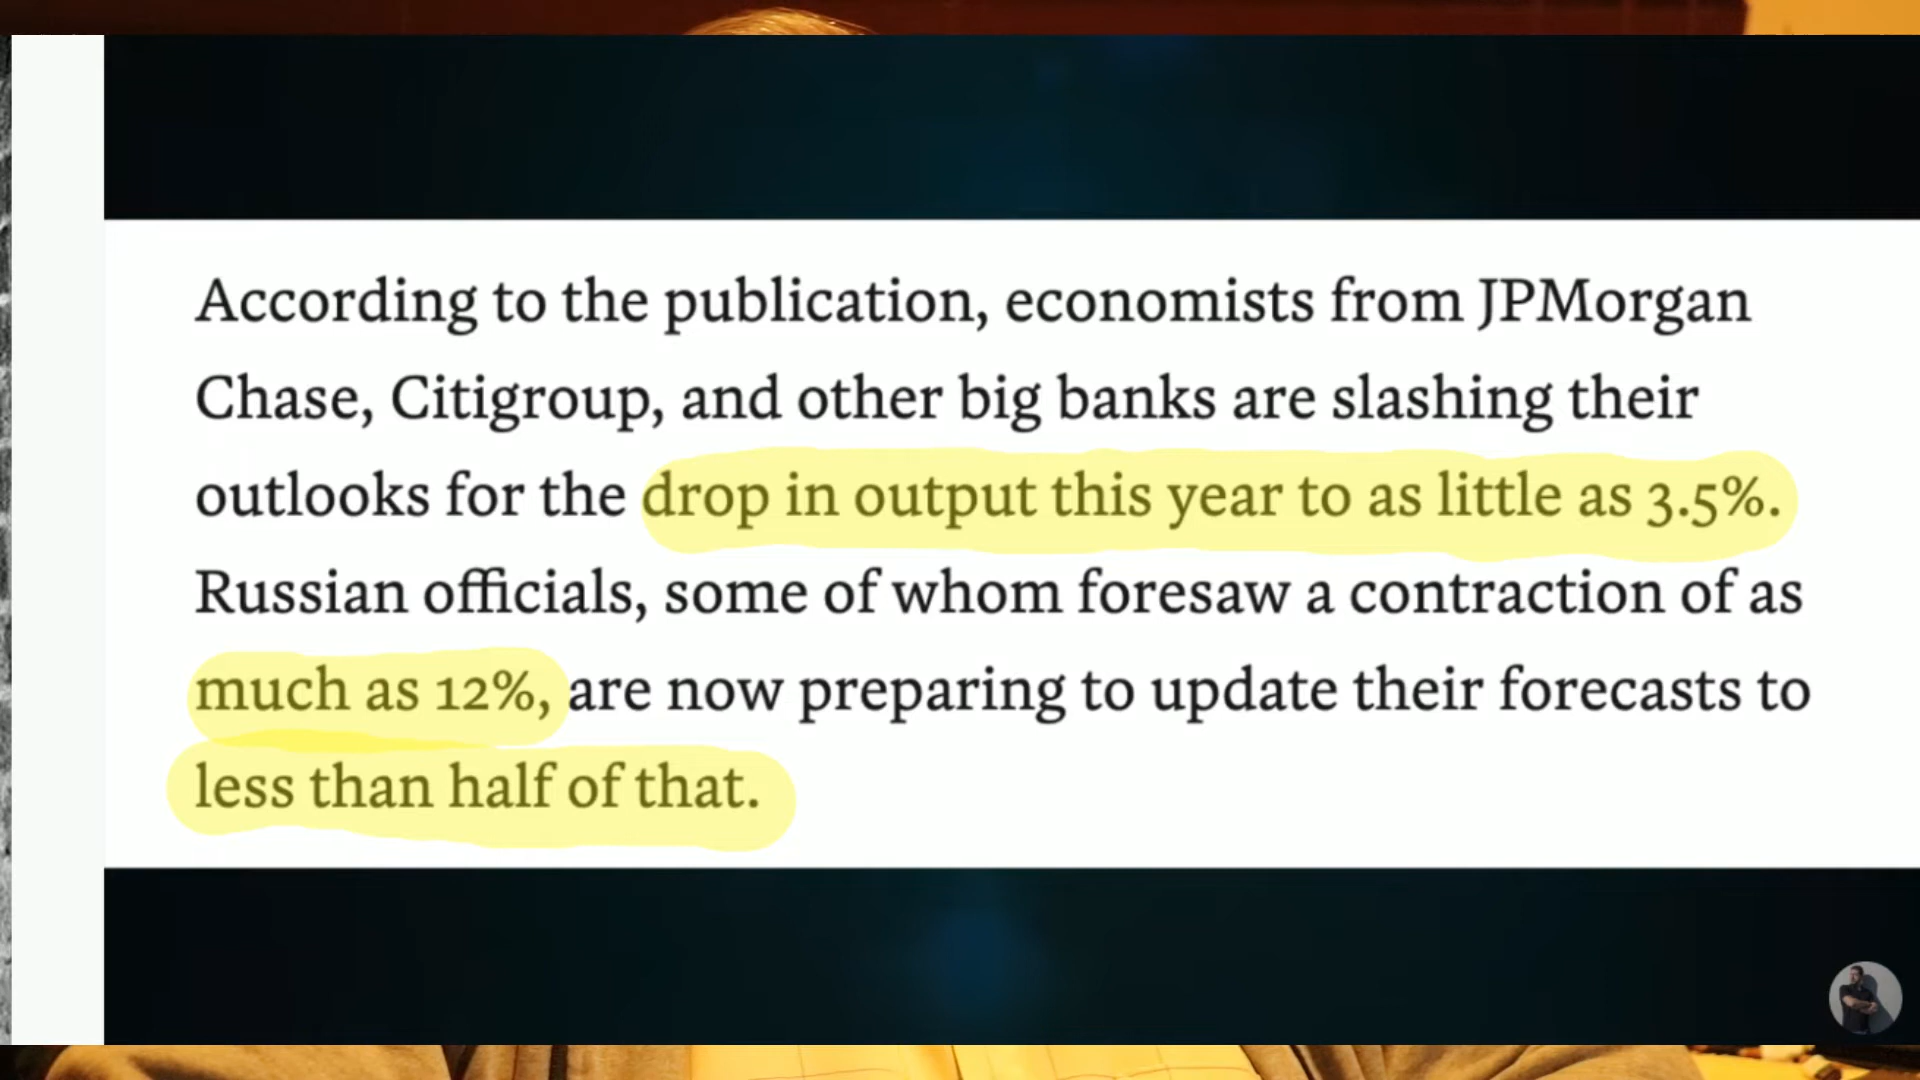 According to the publication, economists from JPMorgan
Chase, Citigroup, and other big banks are slashing their
outlooks for the drop in output this year to as little as 3.5%.
Russian officials, some of whom foresaw a contraction of as
much as 12%, are now preparing to update their forecasts to
less than half of that.